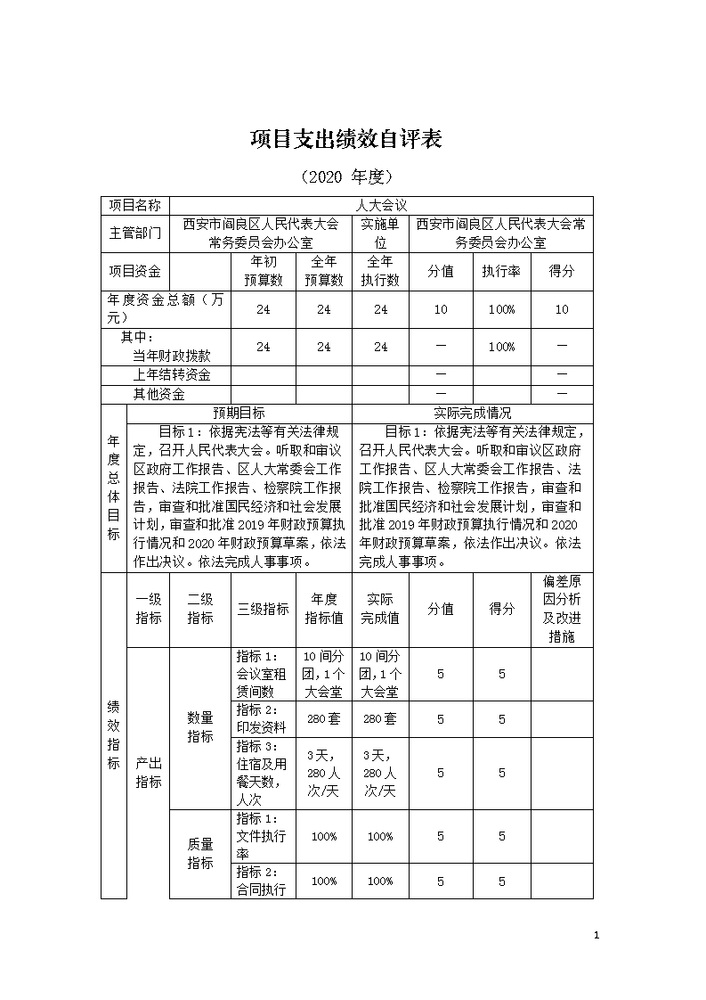 项目支出绩效自评表
（2020 年度）
项目名称 人大会议
主管部门 西安市阎良区人民代表大会常务委员会办公室 实施单位 西安市阎良区人民代表大会常务委员会办公室
项目资金 年初预算数 全年预算数 全年执行数 分值 执行率 得分
年度资金总额（万元） 24 24 24 10 100% 10
其中：
当年财政拨款 24 24 24 — 100% —
上年结转资金 — —
其他资金 — —
年度总体目标
预期目标 实际完成情况
目标1：依据宪法等有关法律规
定，召开人民代表大会。听取和审议
区政府工作报告、区人大常委会工作
报告、法院工作报告、检察院工作报
告，审查和批准国民经济和社会发展
计划，审查和批准2019年财政预算执
行情况和2020年财政预算草案，依法
作出决议。依法完成人事事项。
目标1：依据宪法等有关法律规定，
召开人民代表大会。听取和审议区政府
工作报告、区人大常委会工作报告、法
院工作报告、检察院工作报告，审查和
批准国民经济和社会发展计划，审查和
批准2019年财政预算执行情况和2020
年财政预算草案，依法作出决议。依法
完成人事事项。
绩效指标
一级指标 二级指标 三级指标 年度指标值 实际完成值 分值 得分 偏差原因分析及改进措施
产出指标
数量指标
指标1：会议室租赁间数 10间分团，1个大会堂 10间分团，1个大会堂 5 5
指标2：印发资料 280套 280套 5 5
指标3：住宿及用餐天数，人次 3天，280人次/天 3天，280人次/天 5 5
质量指标
指标1：文件执行率 100% 100% 5 5
指标2：合同执行 100% 100% 5 5
1